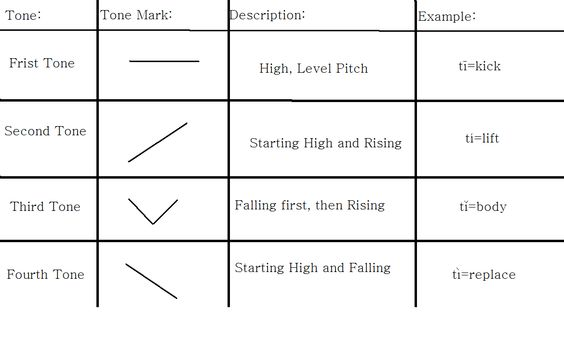 Tone: Tone Mark: Description: Example:
Frist Tone High, Level Pitch tī=kick
Second Tone Starting High and Rising tí=lift
Third Tone Falling first, then Rising tǐ=body
Fourth Tone Starting High and Falling tì=replace